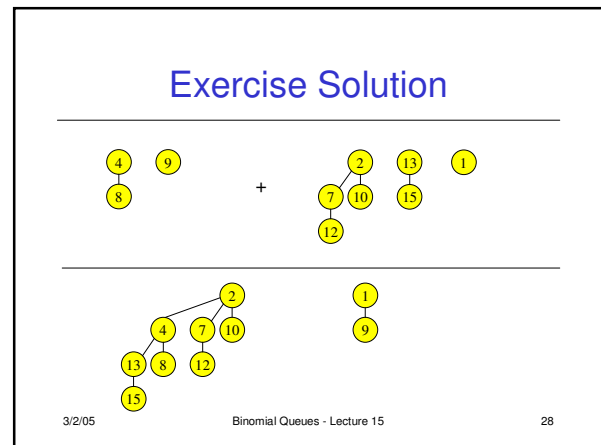 Exercise Solution
4 9 2 13 1
8 + 7 10 15
12
2 1
4 7 10 9
13 8 12
15
3/2/05 Binomial Queues - Lecture 15 28